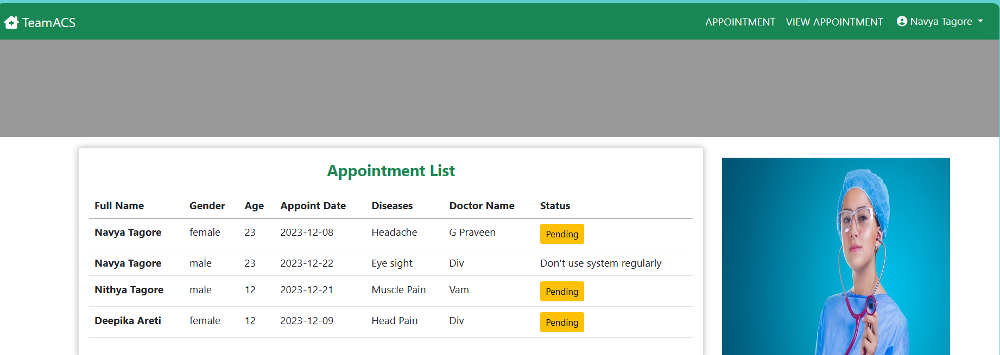 TeamACS APPOINTMENT VIEW APPOINTMENT Navya Tagore
Appointment List
Full Name Gender Age Appoint Date Diseases Doctor Name Status
Navya Tagore female 23 2023-12-08 Headache G Praveen Pending
Navya Tagore male 23 2023-12-22 Eye sight Div Don't use system regularly
Nithya Tagore male 12 2023-12-21 Muscle Pain Vam Pending
Deepika Areti female 12 2023-12-09 Head Pain Div Pending